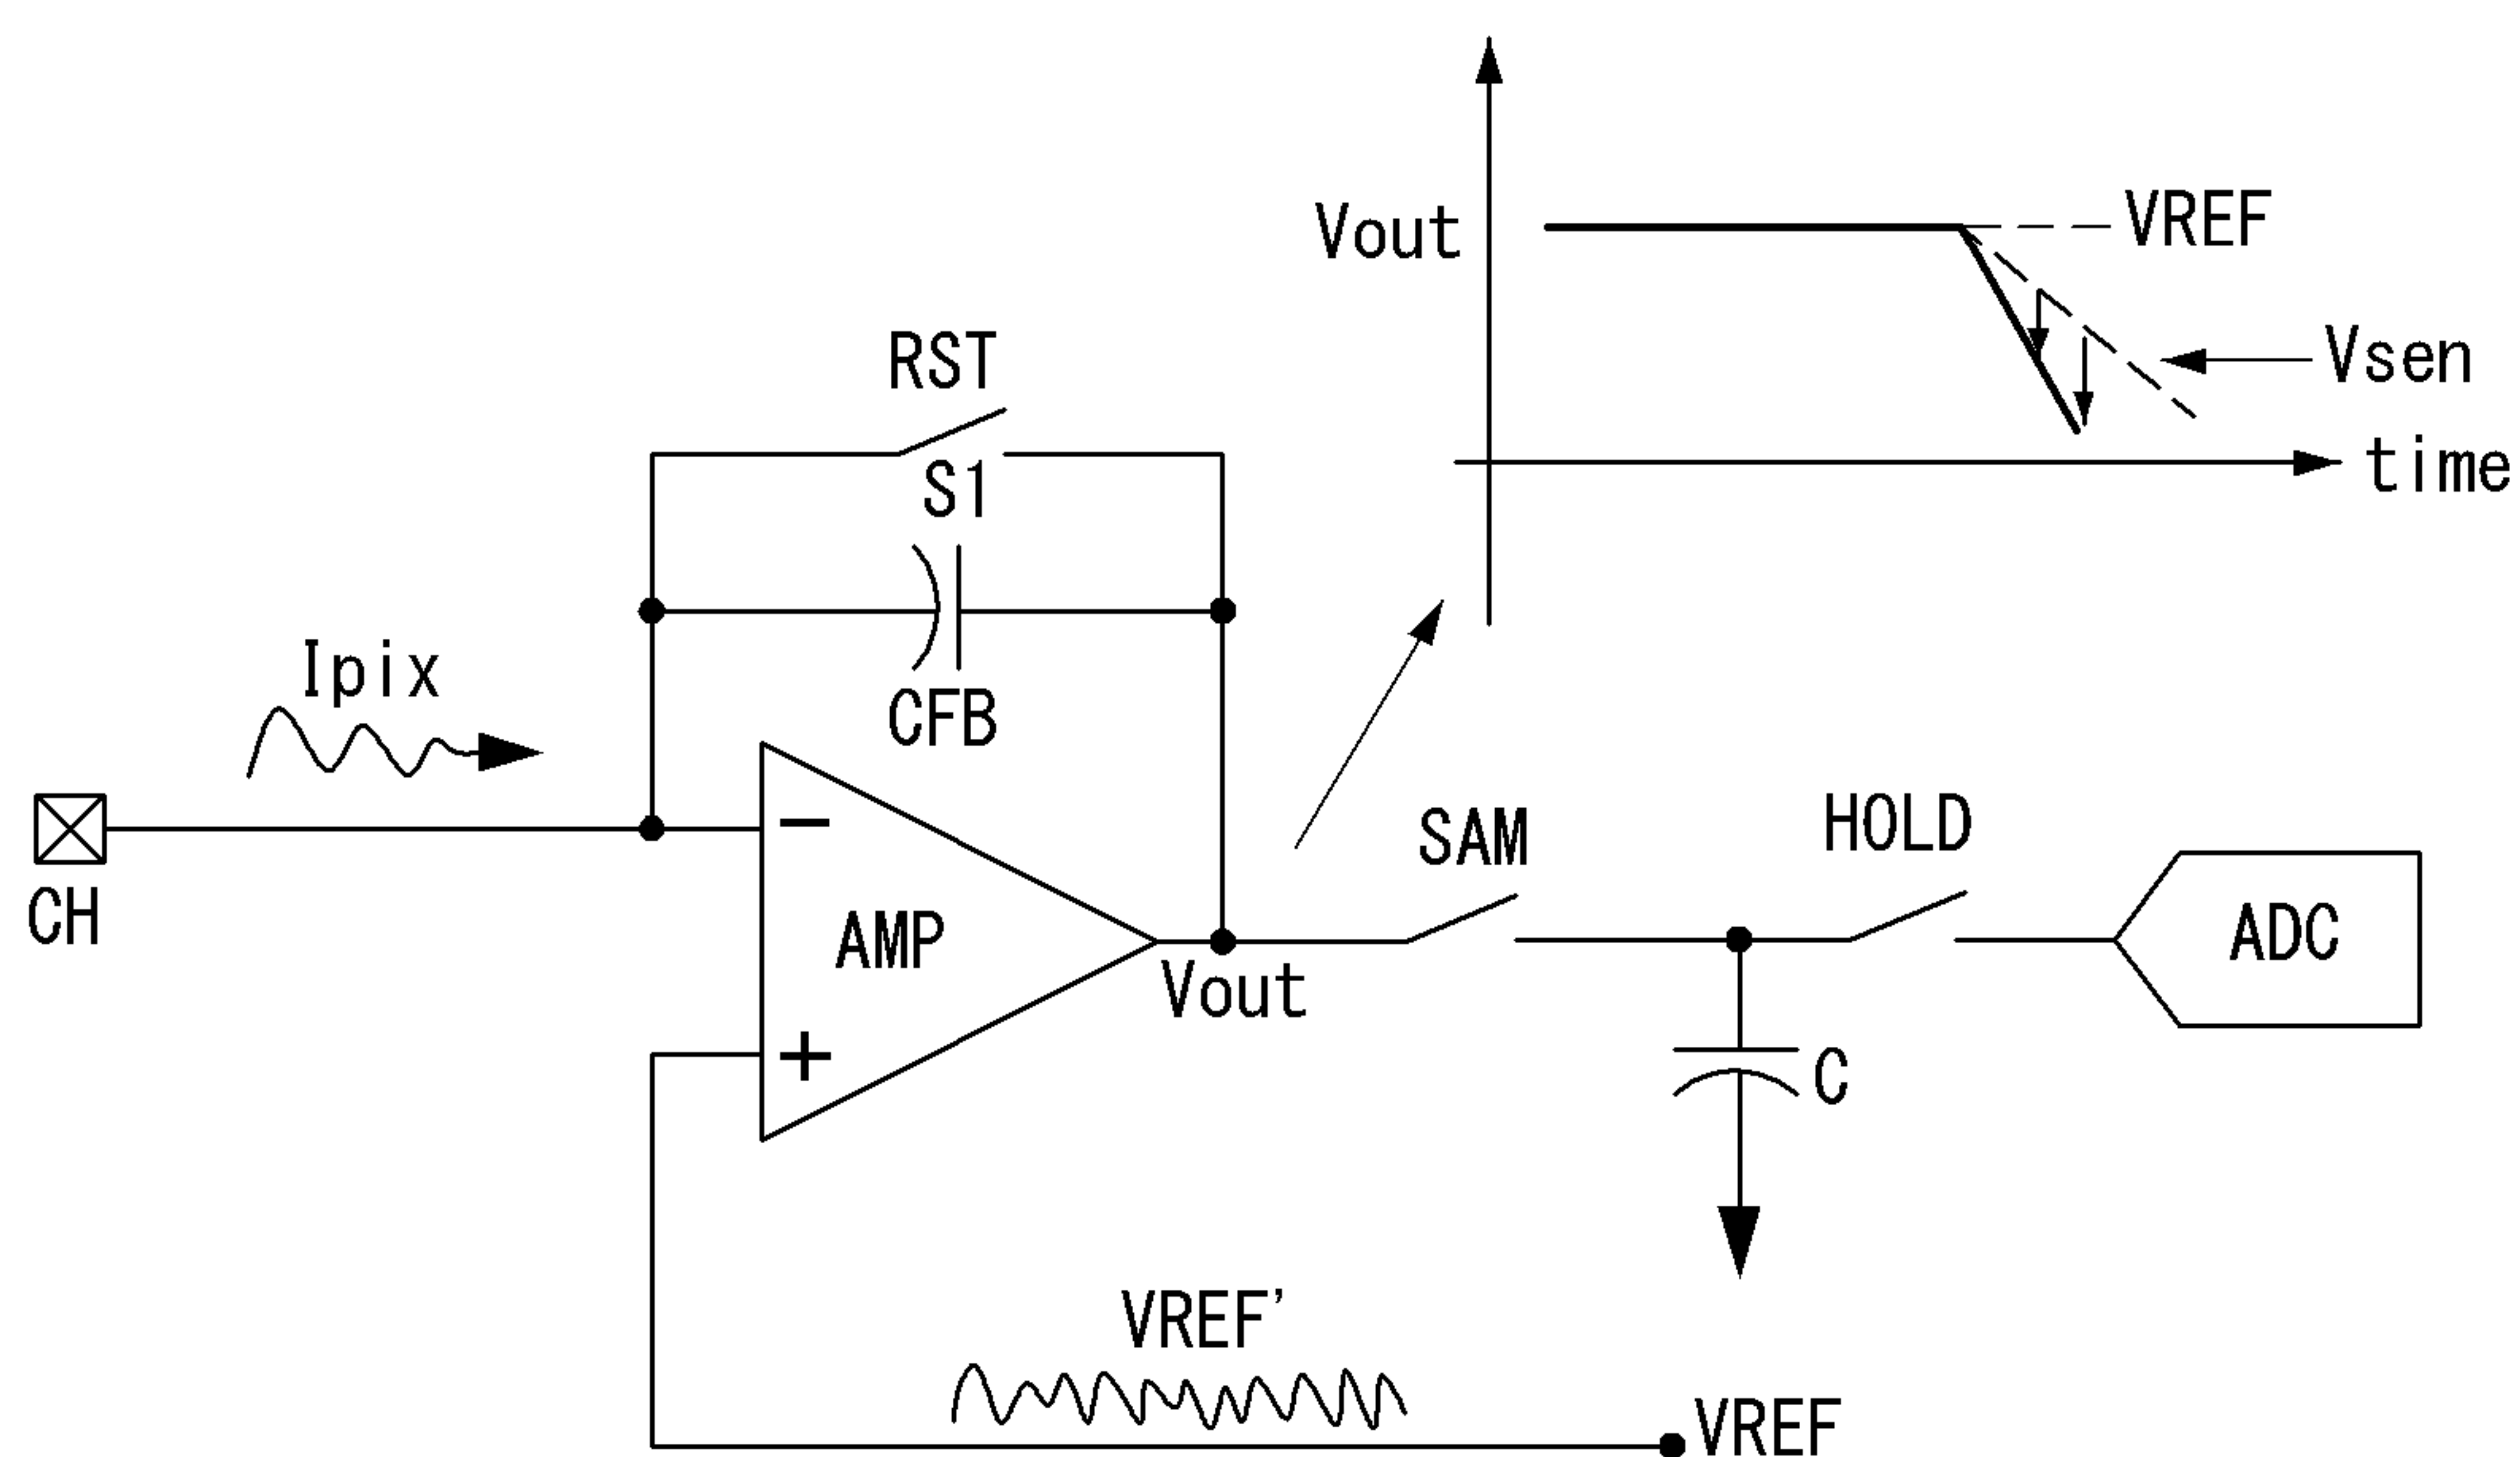 Vout
VREF
Vsen
time
RST
S1
CFB
Ipix
CH
−
AMP
+
Vout
SAM
HOLD
ADC
C
VREF'
VREF